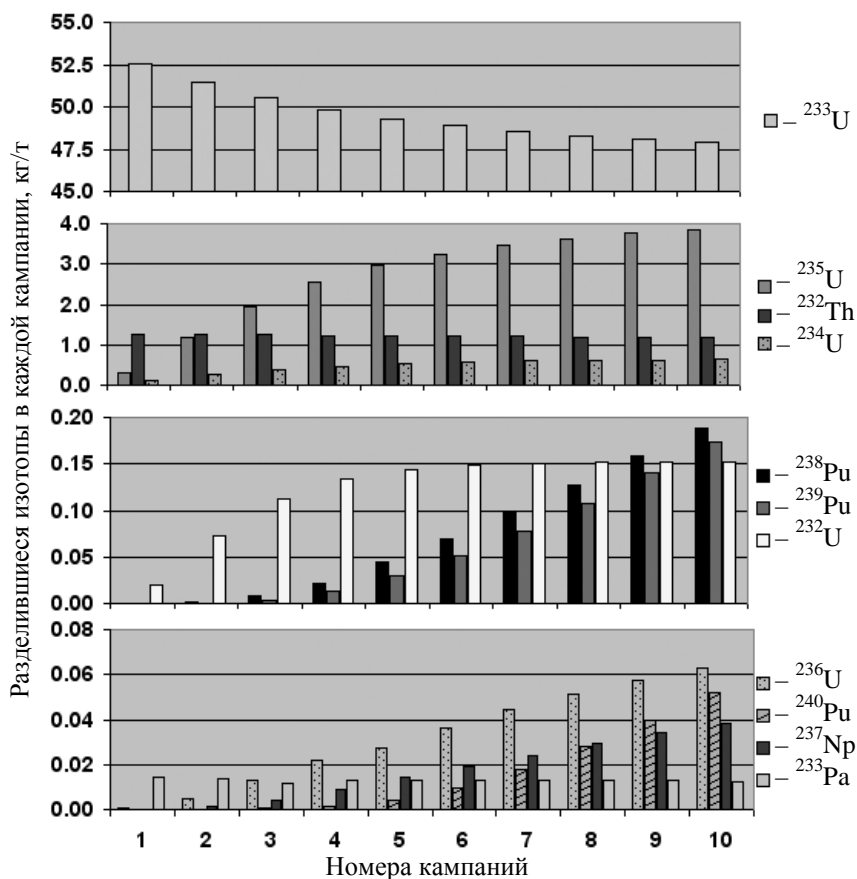 Разделившиеся изотопы в каждой кампании, кг/т
55.0
52.5
50.0
47.5
45.0
– ²³³U
4.0
3.0
2.0
1.0
0.0
– ²³⁵U
– ²³²Th
– ²³⁴U
0.20
0.15
0.10
0.05
0.00
– ²³⁸Pu
– ²³⁹Pu
– ²³²U
0.08
0.06
0.04
0.02
0.00
– ²³⁶U
– ²⁴⁰Pu
– ²³⁷Np
– ²³³Pa
1 2 3 4 5 6 7 8 9 10
Номера кампаний